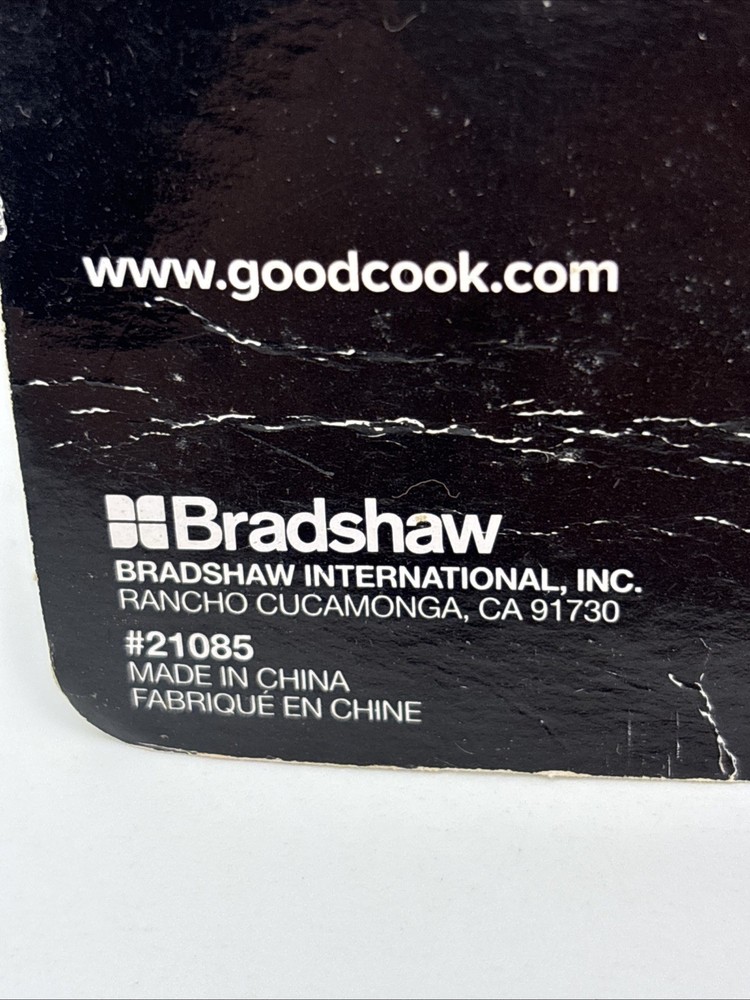 www.goodcook.com
Bradshaw
BRADSHAW INTERNATIONAL, INC.
RANCHO CUCAMONGA, CA 91730
#21085
MADE IN CHINA
FABRIQUÉ EN CHINE